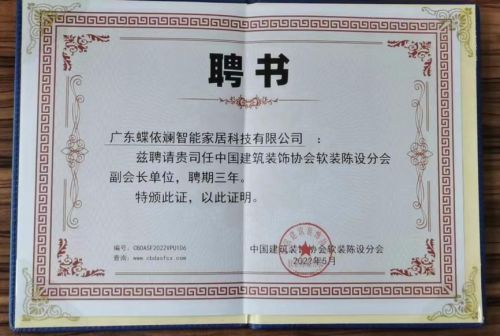 聘书
广东蝶依斓智能家居科技有限公司：
兹聘请贵司任中国建筑装饰协会软装陈设分会
副会长单位，聘期三年。
特颁此证，以此证明。
编号：CBDASF2022VPU106
查询：www.cbdasfcx.com
中国建筑装饰协会软装陈设分会
2022年5月